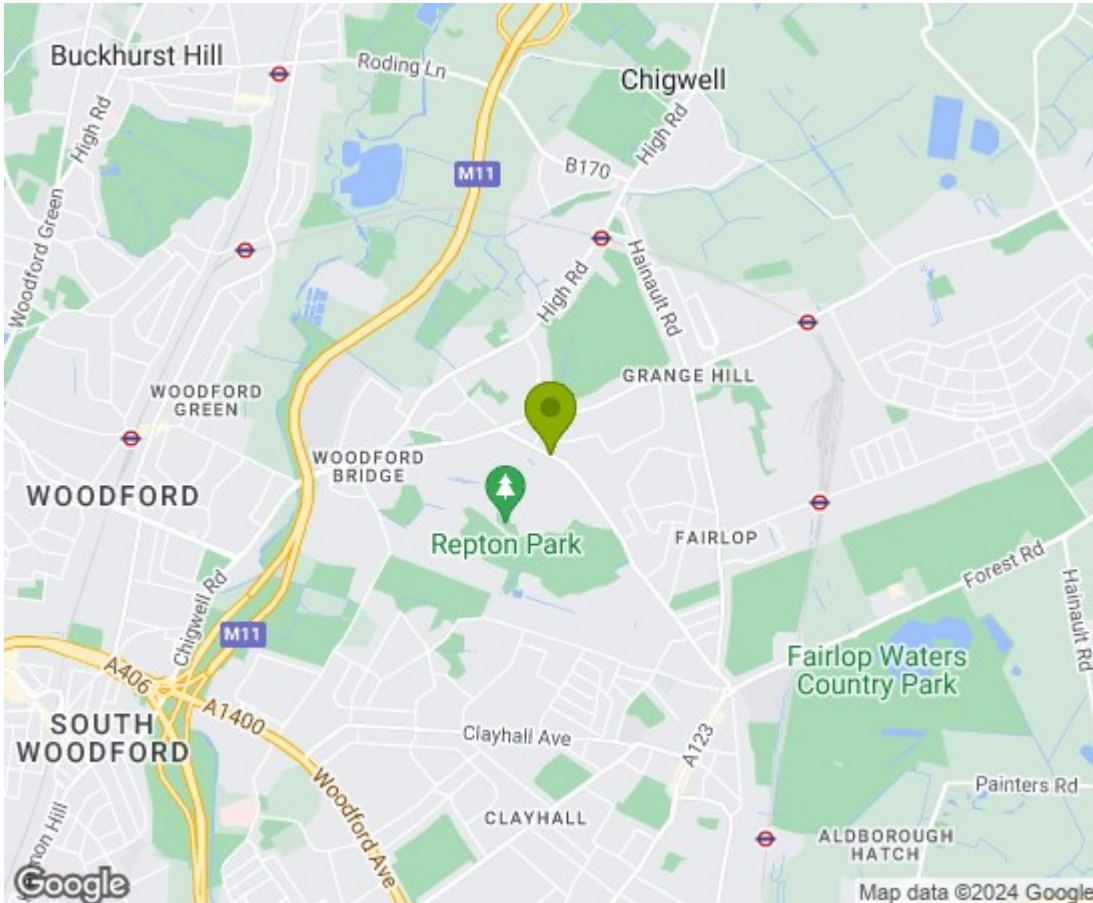 Buckhurst Hill
Roding Ln
Chigwell
High Rd
High Rd
M11
B170
Woodford Green
High Rd
Hainault Rd
WOODFORD
GREEN
GRANGE HILL
WOODFORD
BRIDGE
WOODFORD
Repton Park
FAIRLOP
Forest Rd
Hainault Rd
Chigwell Rd
M11
Fairlop Waters
Country Park
A406
A1400
SOUTH
WOODFORD
Clayhall Ave
A123
Woodford Ave
Painters Rd
CLAYHALL
ALDBOROUGH
HATCH
Hill
Google
Map data ©2024 Google